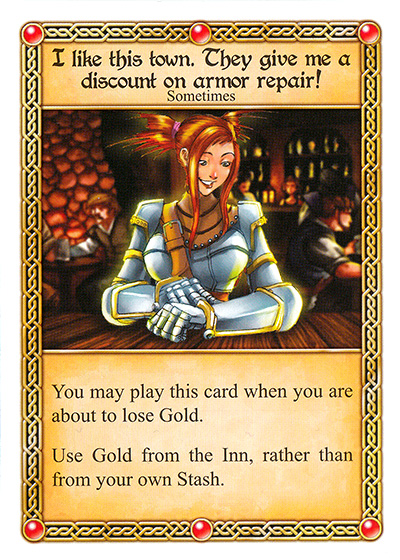 I like this town. They give me a
discount on armor repair!
Sometimes
You may play this card when you are
about to lose Gold.
Use Gold from the Inn, rather than
from your own Stash.